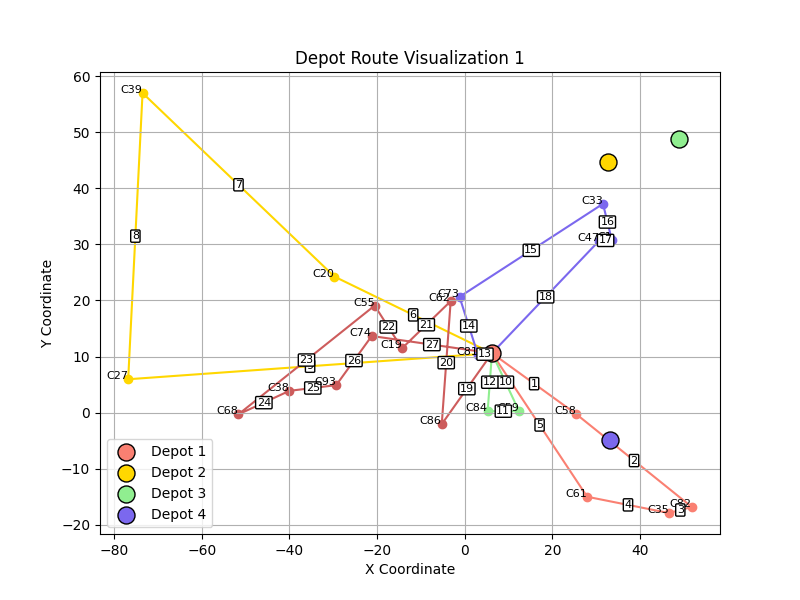 Depot Route Visualization 1
Y Coordinate
60
50
40
30
20
10
0
−10
−20
C39
C33
7
16
8
C47
17
15
C20
18
C73
C62
C55
6
14
22
21
C74
C19
27
C81
13
23
26
20
C27
C93
12
10
1
C38
25
19
24
C68
C84
11
C59
C58
C86
5
2
C61
4
C35
3
C82
Depot 1
Depot 2
Depot 3
Depot 4
−80
−60
−40
−20
0
20
40
X Coordinate